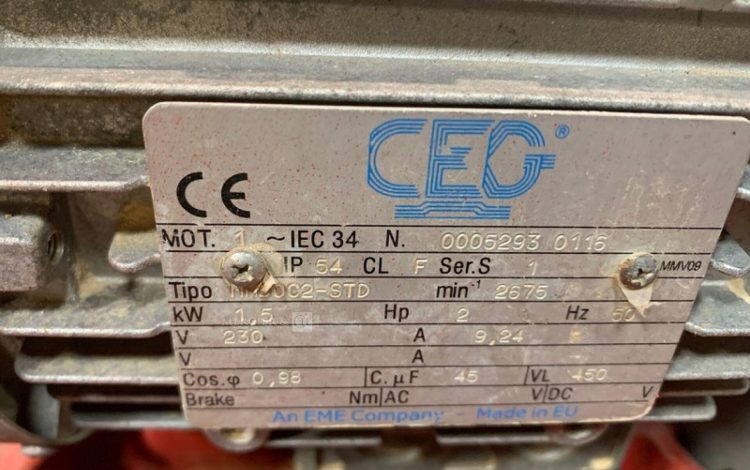 CEG®
CE
MOT. 1 ~ IEC 34 N. 0005293 0116
IP 54 CL F Ser.S 1 MMV09
Tipo min⁻¹ 2675
kW 1,5 Hp 2 Hz 50
V 230 A 9,24
V A
Cos.φ 0,98 C.µF 45 VL 450
Brake Nm AC V/DC V
An EME Company - Made in EU